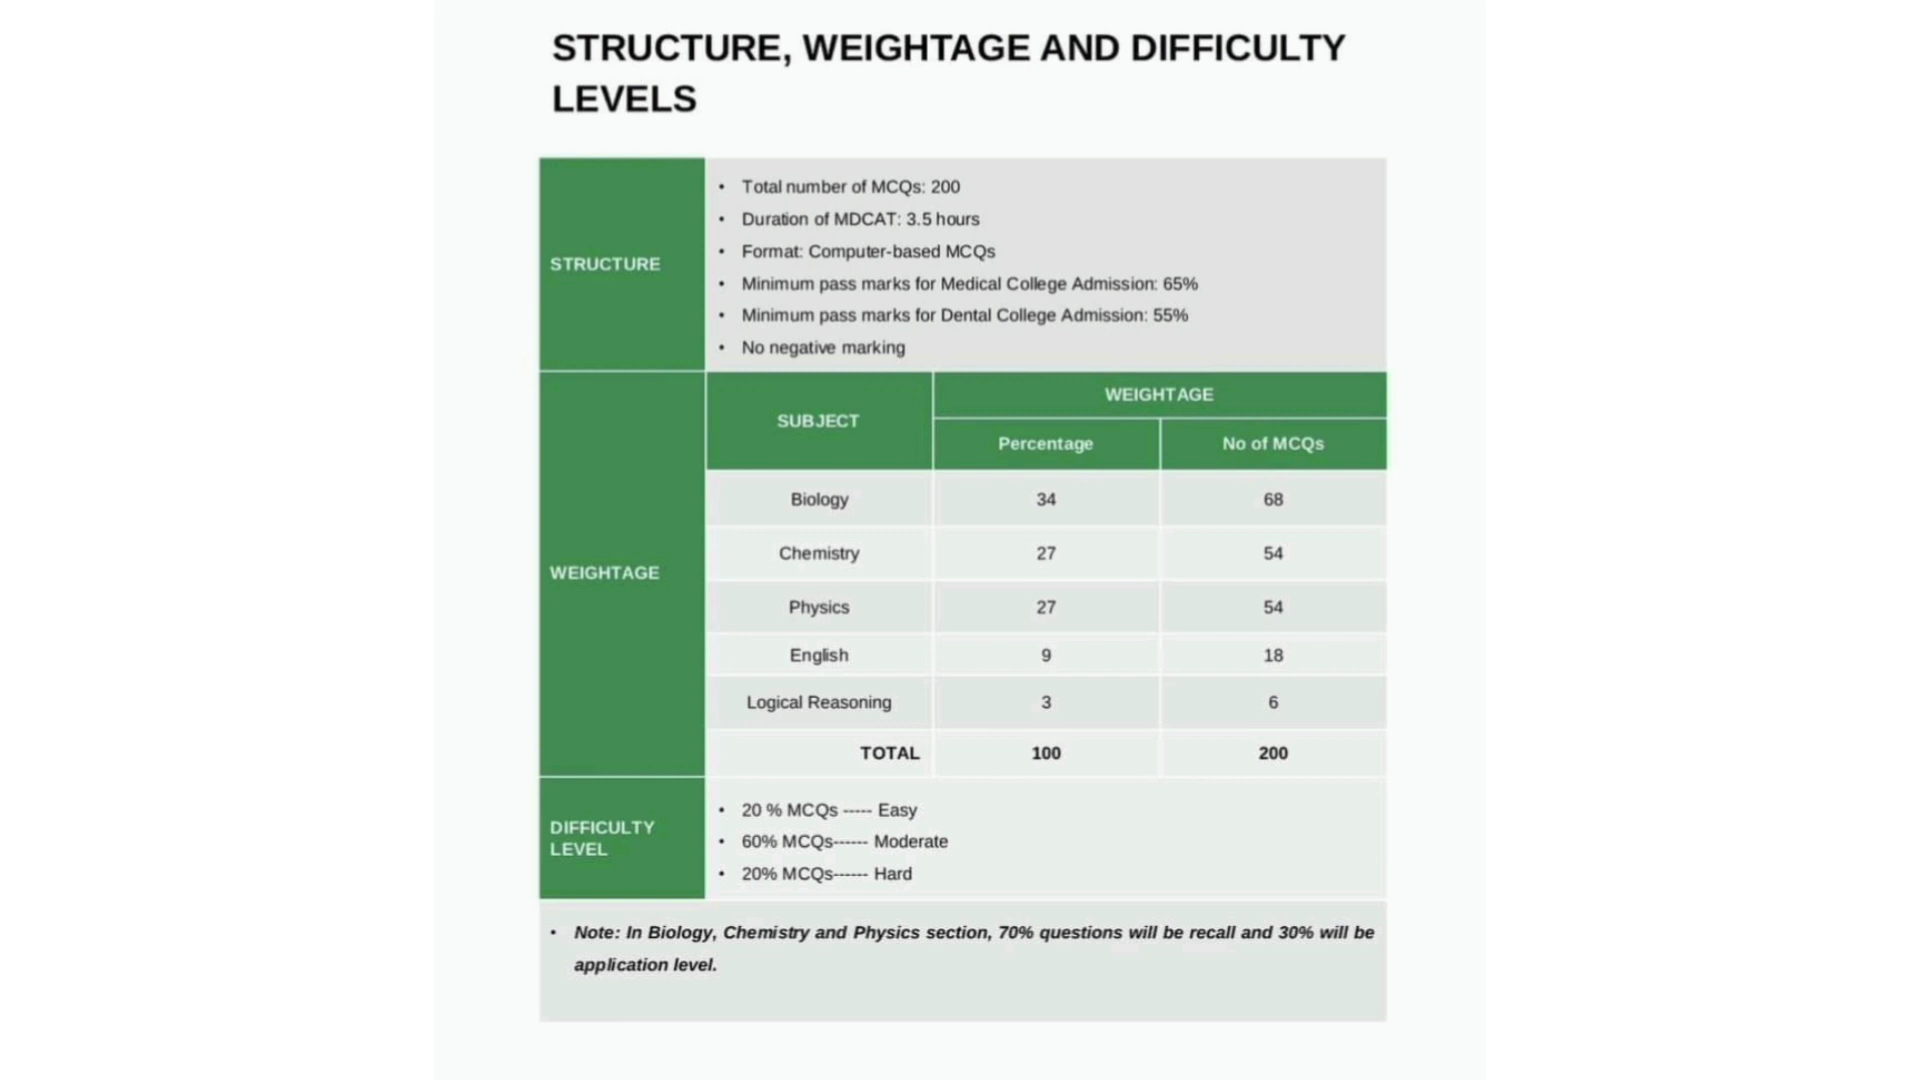 STRUCTURE, WEIGHTAGE AND DIFFICULTY
LEVELS
STRUCTURE
• Total number of MCQs: 200
• Duration of MDCAT: 3.5 hours
• Format: Computer-based MCQs
• Minimum pass marks for Medical College Admission: 65%
• Minimum pass marks for Dental College Admission: 55%
• No negative marking
WEIGHTAGE
SUBJECT
WEIGHTAGE
Percentage No of MCQs
Biology 34 68
Chemistry 27 54
Physics 27 54
English 9 18
Logical Reasoning 3 6
TOTAL 100 200
DIFFICULTY
LEVEL
• 20 % MCQs ----- Easy
• 60% MCQs------ Moderate
• 20% MCQs------ Hard
• Note: In Biology, Chemistry and Physics section, 70% questions will be recall and 30% will be
application level.